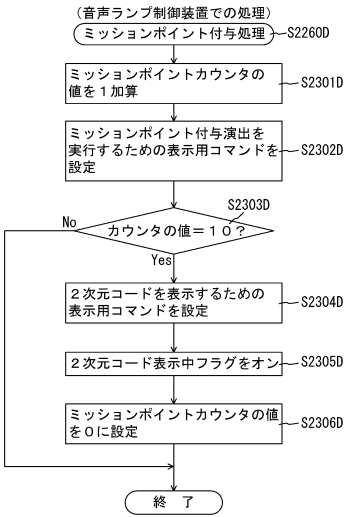 （音声ランプ制御装置での処理）
ミッションポイント付与処理
S2260D
ミッションポイントカウンタの
値を１加算
S2301D
ミッションポイント付与演出を
実行するための表示用コマンドを
設定
S2302D
カウンタの値＝１０？
S2303D
No
Yes
２次元コードを表示するための
表示用コマンドを設定
S2304D
２次元コード表示中フラグをオン
S2305D
ミッションポイントカウンタの値
を０に設定
S2306D
終 了